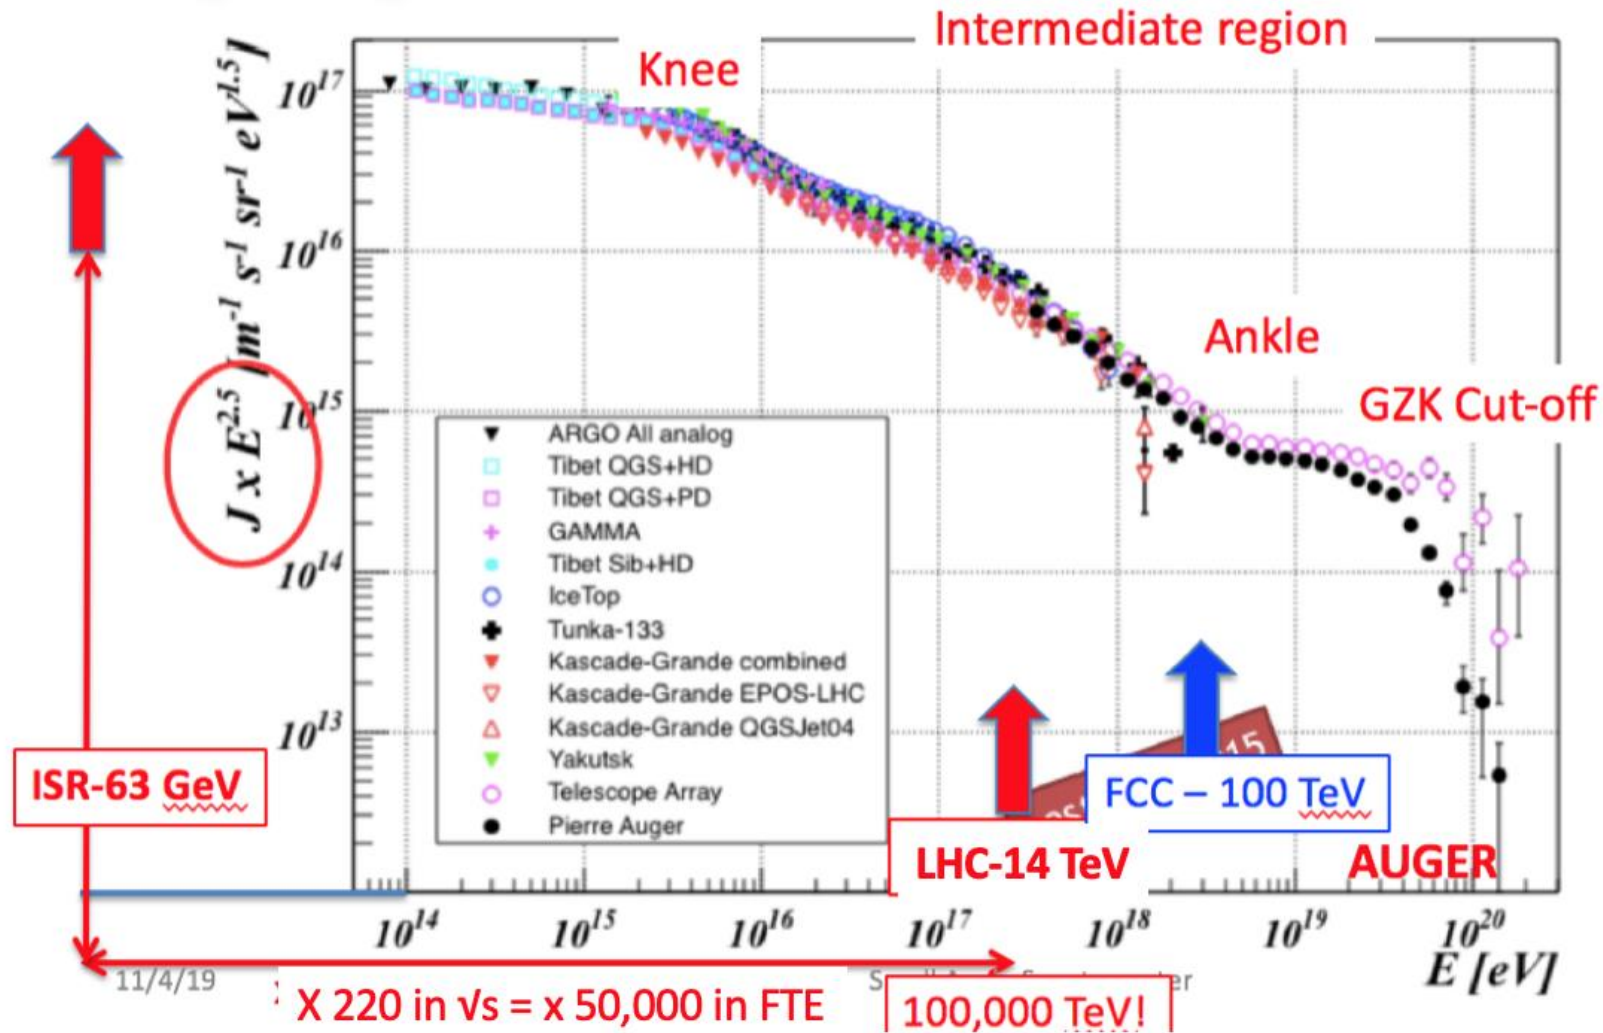 Intermediate region
Knee
Ankle
GZK Cut-off
J x E^2.5 [m^-1 s^-1 sr^-1 eV^1.5]
10^17
10^16
10^15
10^14
10^13
ARGO All analog
Tibet QGS+HD
Tibet QGS+PD
GAMMA
Tibet Sib+HD
IceTop
Tunka-133
Kascade-Grande combined
Kascade-Grande EPOS-LHC
Kascade-Grande QGSJet04
Yakutsk
Telescope Array
Pierre Auger
ISR-63 GeV
15
FCC – 100 TeV
LHC-14 TeV
AUGER
10^14 10^15 10^16 10^17 10^18 10^19 10^20
E [eV]
11/4/19
X 220 in √s = x 50,000 in FTE
100,000 TeV!